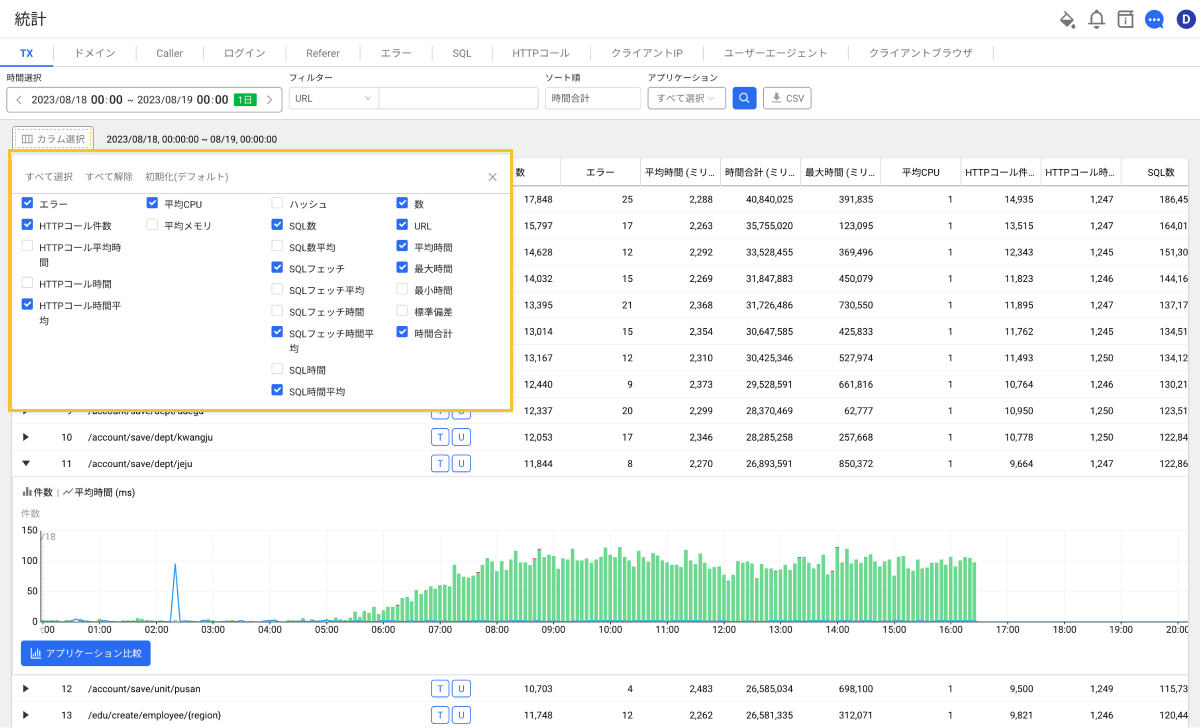 統計
D
TX ドメイン Caller ログイン Referer エラー SQL HTTPコール クライアントIP ユーザーエージェント クライアントブラウザ
時間選択 フィルター ソート順 アプリケーション
2023/08/18 00:00 ~ 2023/08/19 00:00 1日 URL 時間合計 すべて選択 CSV
カラム選択 2023/08/18, 00:00:00 ~ 08/19, 00:00:00
すべて選択 すべて解除 初期化(デフォルト)
エラー
HTTPコール件数
HTTPコール平均時
間
HTTPコール時間
HTTPコール時間平
均
平均CPU
平均メモリ
ハッシュ
SQL数
SQL数平均
SQLフェッチ
SQLフェッチ平均
SQLフェッチ時間
SQLフェッチ時間平
均
SQL時間
SQL時間平均
数
URL
平均時間
最大時間
最小時間
標準偏差
時間合計
数 エラー 平均時間 (ミリ... 時間合計 (ミリ... 最大時間 (ミリ... 平均CPU HTTPコール件... HTTPコール時... SQL数
17,848 25 2,288 40,840,025 391,835 1 14,935 1,247 186,45
15,797 17 2,263 35,755,020 123,095 1 13,515 1,247 164,01
14,628 12 2,292 33,528,455 369,496 1 12,343 1,245 151,30
14,032 15 2,269 31,847,883 450,079 1 11,823 1,246 144,16
13,395 21 2,368 31,726,486 730,550 1 11,895 1,247 137,17
13,014 15 2,354 30,647,585 425,833 1 11,762 1,245 134,51
13,167 12 2,310 30,425,346 527,974 1 11,493 1,250 134,12
12,440 9 2,373 29,528,591 661,816 1 10,764 1,246 130,21
9 /account/save/dept/daegu T U 12,337 20 2,299 28,370,469 62,777 1 10,950 1,250 123,51
10 /account/save/dept/kwangju T U 12,053 17 2,346 28,285,258 257,668 1 10,778 1,250 122,84
11 /account/save/dept/jeju T U 11,844 8 2,270 26,893,591 850,372 1 9,664 1,247 122,86
件数 | 平均時間 (ms)
件数
150
/18
100
50
0
:00 01:00 02:00 03:00 04:00 05:00 06:00 07:00 08:00 09:00 10:00 11:00 12:00 13:00 14:00 15:00 16:00 17:00 18:00 19:00 20:00
アプリケーション比較
12 /account/save/unit/pusan T U 10,703 4 2,483 26,585,034 698,100 1 9,500 1,249 115,73
13 /edu/create/employee/{region} T U 11,748 12 2,262 26,581,335 312,071 1 9,821 1,246 120,44